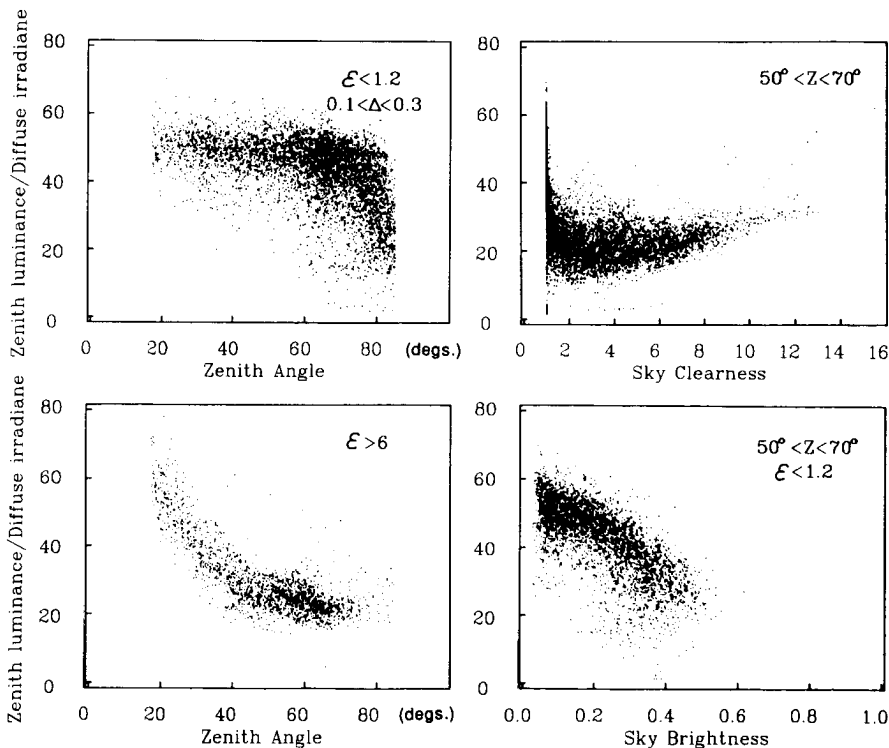 Zenith luminance/Diffuse irradiane
80
60
40
20
0
ε<1.2
0.1<Δ<0.3
0 20 40 60 80 (degs.)
Zenith Angle
80
60
40
20
0
50°<Z<70°
0 2 4 6 8 10 12 14 16
Sky Clearness
Zenith luminance/Diffuse irradiane
80
60
40
20
0
ε>6
0 20 40 60 80 (degs.)
Zenith Angle
80
60
40
20
0
50°<Z<70°
ε<1.2
0.0 0.2 0.4 0.6 0.8 1.0
Sky Brightness